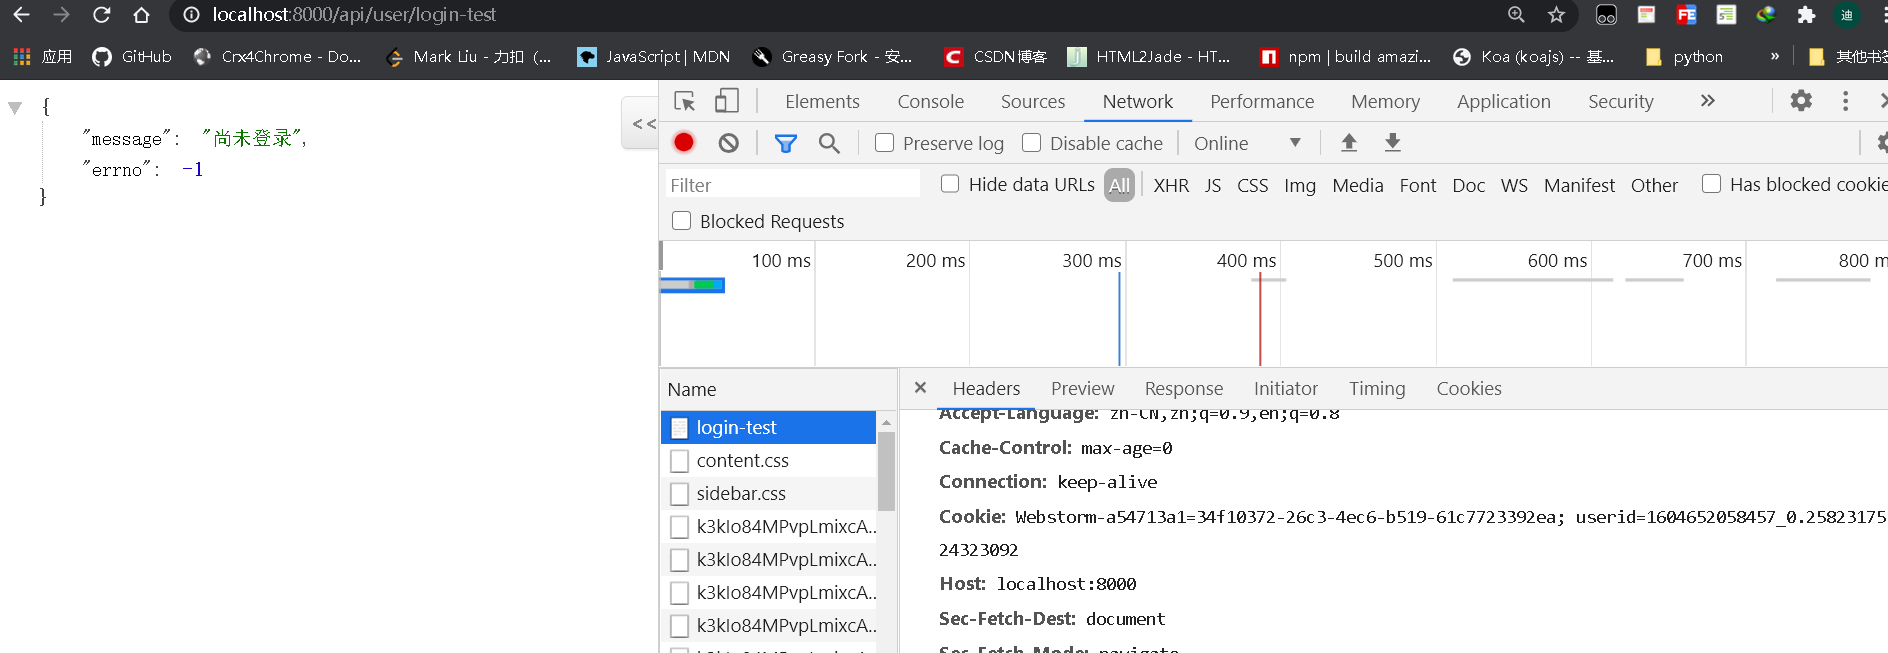 localhost:8000/api/user/login-test
应用 GitHub Crx4Chrome - Do... Mark Liu - 力扣 (... JavaScript | MDN Greasy Fork - 安... CSDN博客 HTML2Jade - HT... npm | build amazi... Koa (koajs) -- 基... python » 其他书签
{
"message": "尚未登录",
"errno": -1
}
<<
Elements Console Sources Network Performance Memory Application Security »
Preserve log Disable cache Online
Filter Hide data URLs All XHR JS CSS Img Media Font Doc WS Manifest Other Has blocked cookie
Blocked Requests
100 ms 200 ms 300 ms 400 ms 500 ms 600 ms 700 ms 800 m
Name
login-test
content.css
sidebar.css
k3klo84MPvpLmixcA..
k3klo84MPvpLmixcA..
k3klo84MPvpLmixcA..
k3klo84MPvpLmixcA..
× Headers Preview Response Initiator Timing Cookies
Accept-Language: zh-CN,zh;q=0.9,en;q=0.8
Cache-Control: max-age=0
Connection: keep-alive
Cookie: Webstorm-a54713a1=34f10372-26c3-4ec6-b519-61c7723392ea; userid=1604652058457_0.25823175
24323092
Host: localhost:8000
Sec-Fetch-Dest: document
Sec-Fetch-Mode: navigate